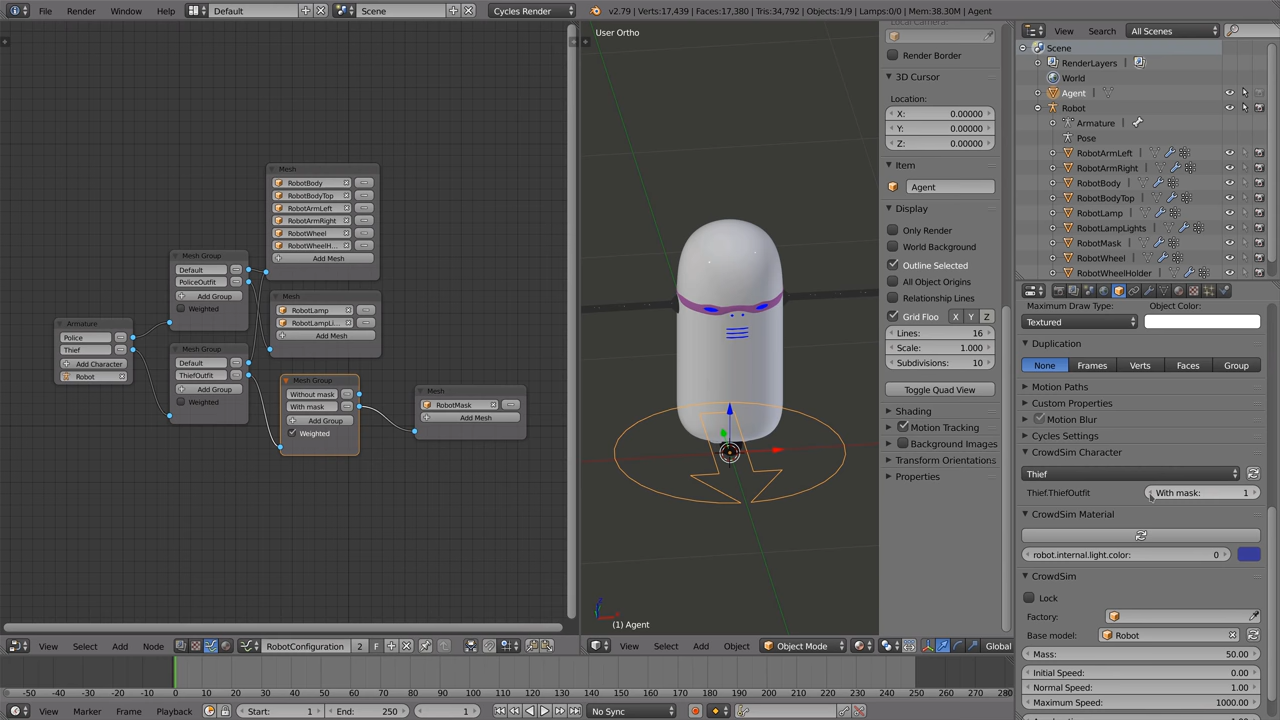 File
Render
Window
Help
Default
Scene
Cycles Render
v2.79 | Verts:17,439 | Faces:17,380 | Tris:34,792 | Objects:1/9 | Lamps:0/0 | Mem:38.30M | Agent
Mesh
RobotBody
RobotBodyTop
RobotArmLeft
RobotArmRight
RobotWheel
RobotWheelH...
Add Mesh
Mesh Group
Default
PoliceOutfit
Add Group
Weighted
Mesh
RobotLamp
RobotLampLi...
Add Mesh
Armature
Police
Thief
Add Character
Robot
Mesh Group
Default
ThiefOutfit
Add Group
Weighted
Mesh Group
Without mask
With mask
Add Group
Weighted
Mesh
RobotMask
Add Mesh
View
Select
Add
Node
RobotConfiguration
2
F
User Ortho
(1) Agent
View
Select
Add
Object
Object Mode
Global
Local Camera:
Render Border
3D Cursor
Location:
X: 0.00000
Y: 0.00000
Z: 0.00000
Item
Agent
Display
Only Render
World Background
Outline Selected
All Object Origins
Relationship Lines
Grid Floo
X
Y
Z
Lines: 16
Scale: 1.000
Subdivisions: 10
Toggle Quad View
Shading
Motion Tracking
Background Images
Transform Orientations
Properties
View
Search
All Scenes
Scene
RenderLayers
World
Agent
Robot
Armature
Pose
RobotArmLeft
RobotArmRight
RobotBody
RobotBodyTop
RobotLamp
RobotLampLights
RobotMask
RobotWheel
RobotWheelHolder
Maximum Draw Type:
Object Color:
Textured
Duplication
None
Frames
Verts
Faces
Group
Motion Paths
Custom Properties
Motion Blur
Cycles Settings
CrowdSim Character
Thief
Thief.ThiefOutfit
With mask: 1
CrowdSim Material
robot.internal.light.color: 0
CrowdSim
Lock
Factory:
Base model:
Robot
Mass: 50.00
Initial Speed: 0.00
Normal Speed: 1.00
Maximum Speed: 1000.00
-50 -40 -30 -20 -10 0 10 20 30 40 50 60 70 80 90 100 110 120 130 140 150 160 170 180 190 200 210 220 230 240 250 260 270 280
View
Marker
Frame
Playback
Start: 1
End: 250
1
No Sync